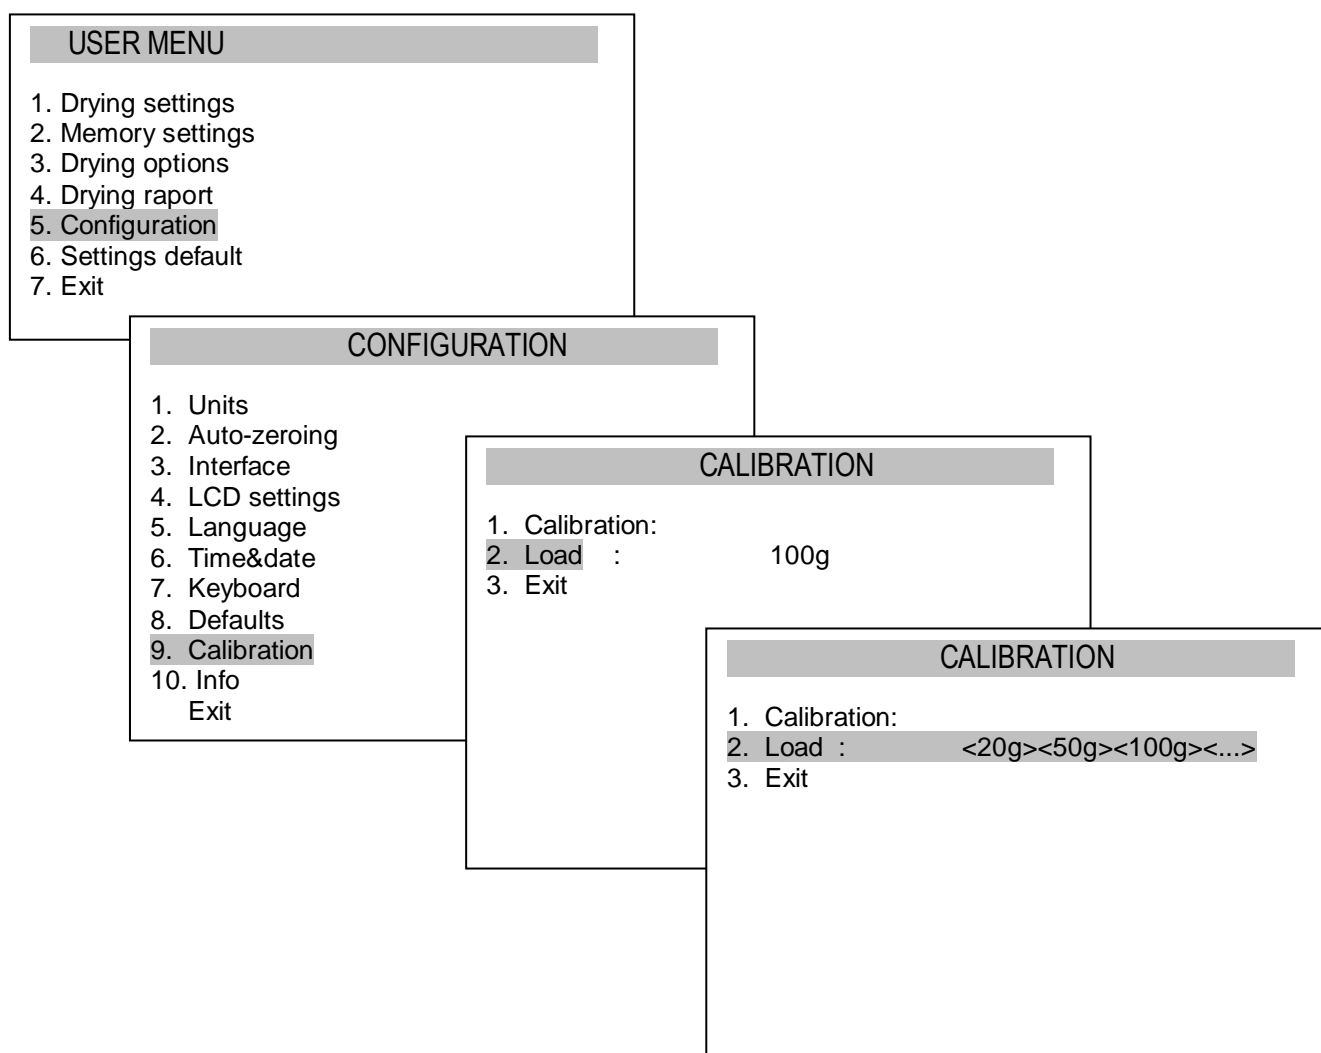 USER MENU
1. Drying settings
2. Memory settings
3. Drying options
4. Drying raport
5. Configuration
6. Settings default
7. Exit
CONFIGURATION
1. Units
2. Auto-zeroing
3. Interface
4. LCD settings
5. Language
6. Time&date
7. Keyboard
8. Defaults
9. Calibration
10. Info
Exit
CALIBRATION
1. Calibration:
2. Load : 100g
3. Exit
CALIBRATION
1. Calibration:
2. Load : <20g><50g><100g><...>
3. Exit